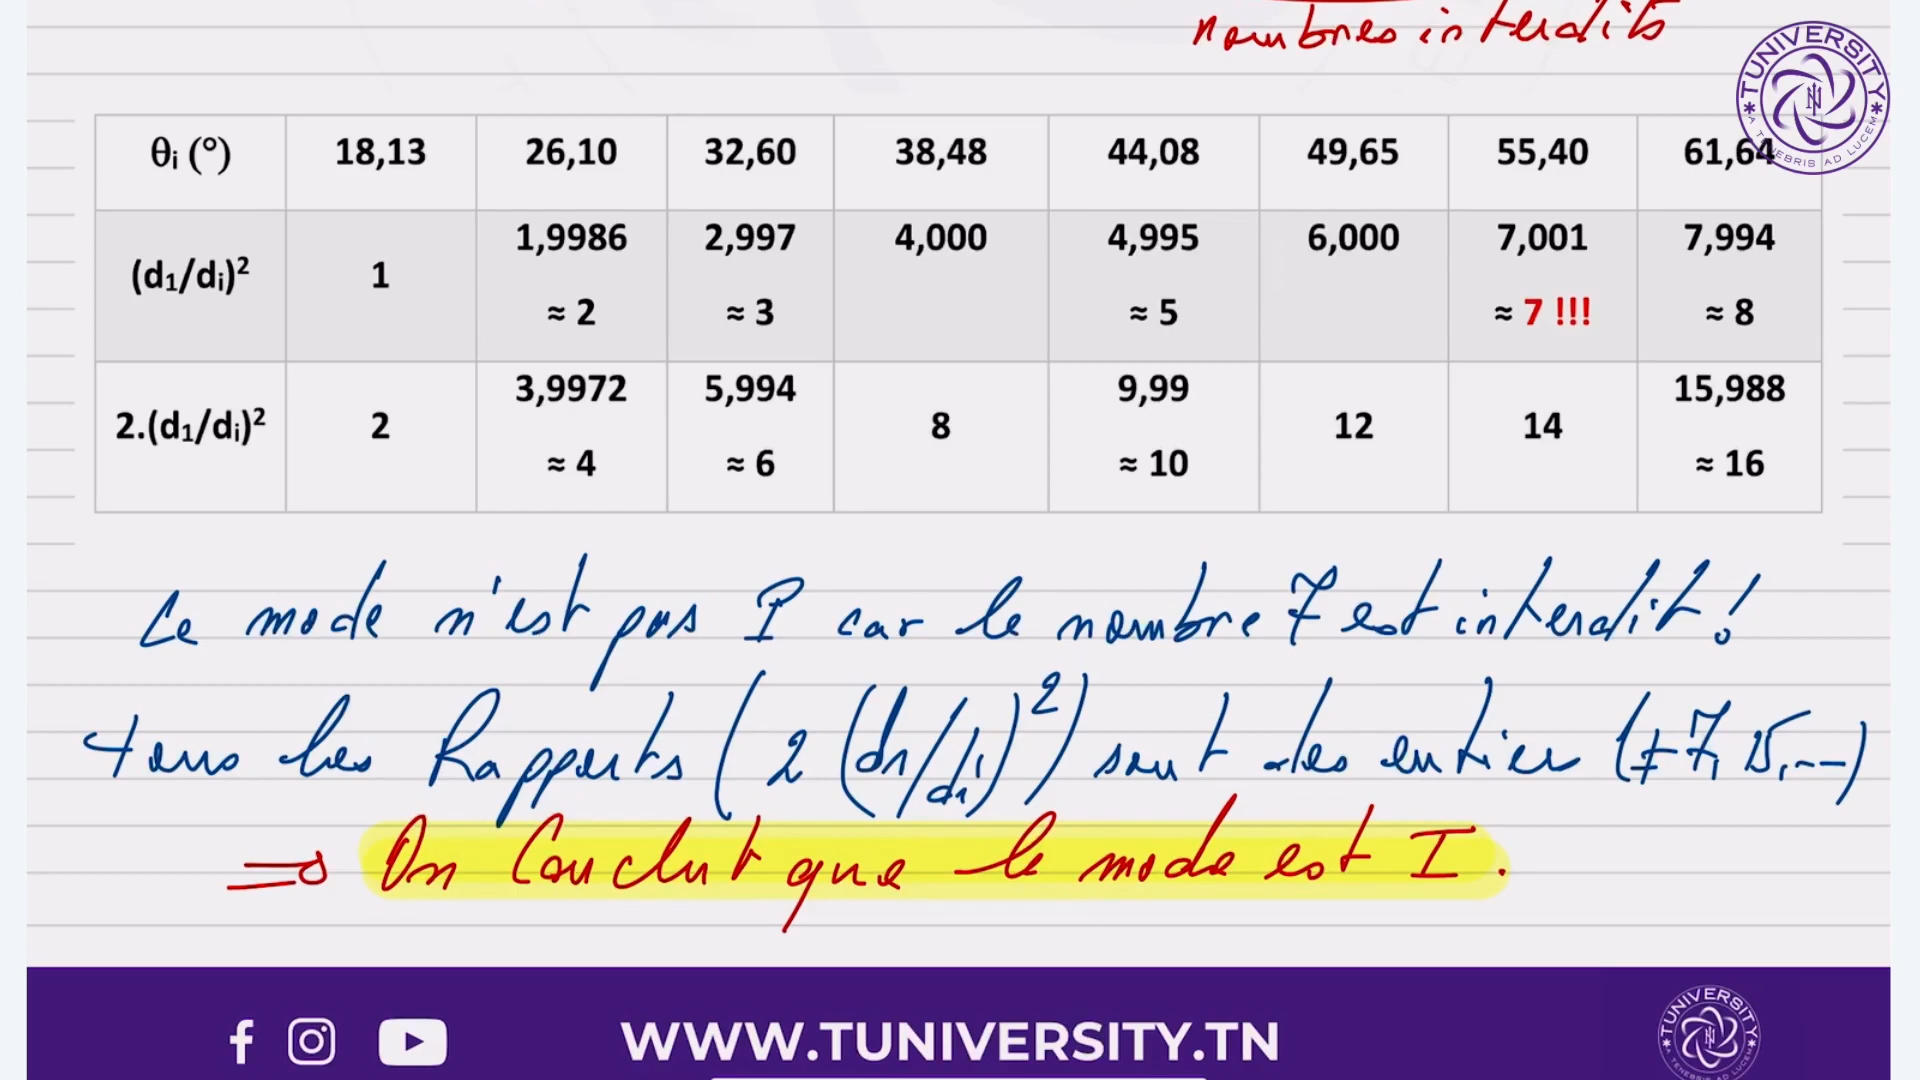 nombres interdits
TUNIVERSITY
A TENEBRIS AD LUCEM
θi (°) 18,13 26,10 32,60 38,48 44,08 49,65 55,40 61,64
(d1/di)² 1 1,9986 2,997 4,000 4,995 6,000 7,001 7,994
≈ 2 ≈ 3 ≈ 5 ≈ 7 !!! ≈ 8
2.(d1/di)² 2 3,9972 5,994 8 9,99 12 14 15,988
≈ 4 ≈ 6 ≈ 10 ≈ 16
Le mode n'est pas P car le nombre 7 est interdit !
tous les Rapports (2 (d1/di)²) sont des entier (≠ 7, 15,--)
⇒ On Conclut que le mode est I.
WWW.TUNIVERSITY.TN
TUNIVERSITY